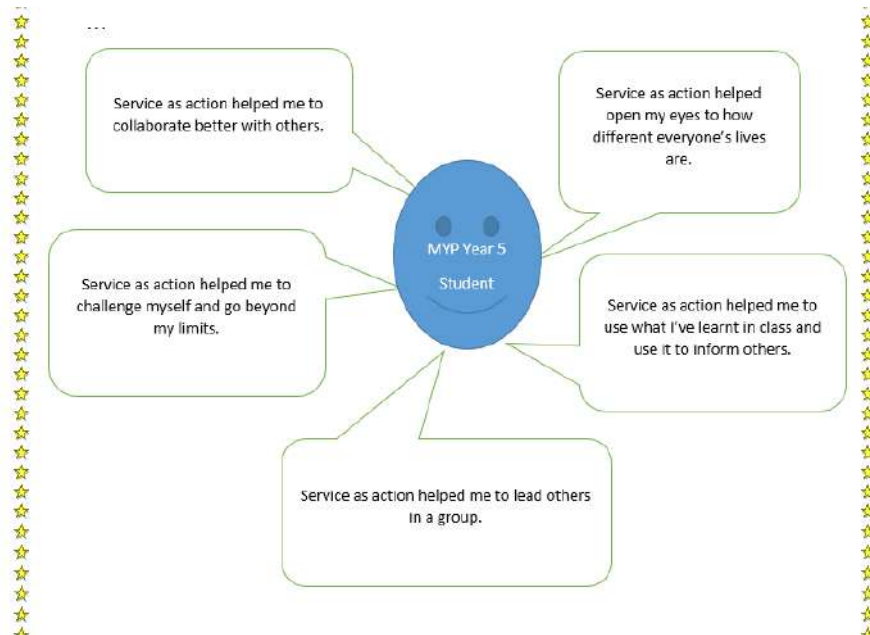 ...
Service as action helped me to
collaborate better with others.
Service as action helped
open my eyes to how
different everyone's lives
are.
MYP Year 5
Student
Service as action helped me to
challenge myself and go beyond
my limits.
Service as action helped me to
use what I've learnt in class and
use it to inform others.
Service as action helped me to lead others
in a group.